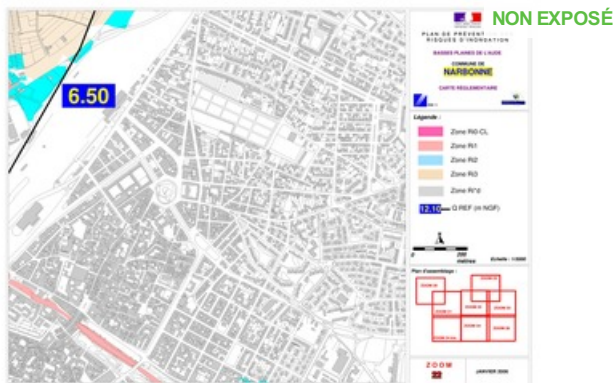 NON EXPOSÉ
PLAN DE PRÉVENT
RISQUES D'INONDATION
BASSES PLAINES DE L'AUDE
COMMUNE DE
NARBONNE
CARTE REGLEMENTAIRE
6.50
Légende :
Zone Ri0-CL
Zone Ri1
Zone Ri2
Zone Ri3
Zone Ri*d
12.10 Q REF (m NGF)
0 200
mètres
Echelle : 1/5000
Plan d'assemblage :
ZOOM
22
JANVIER 2008